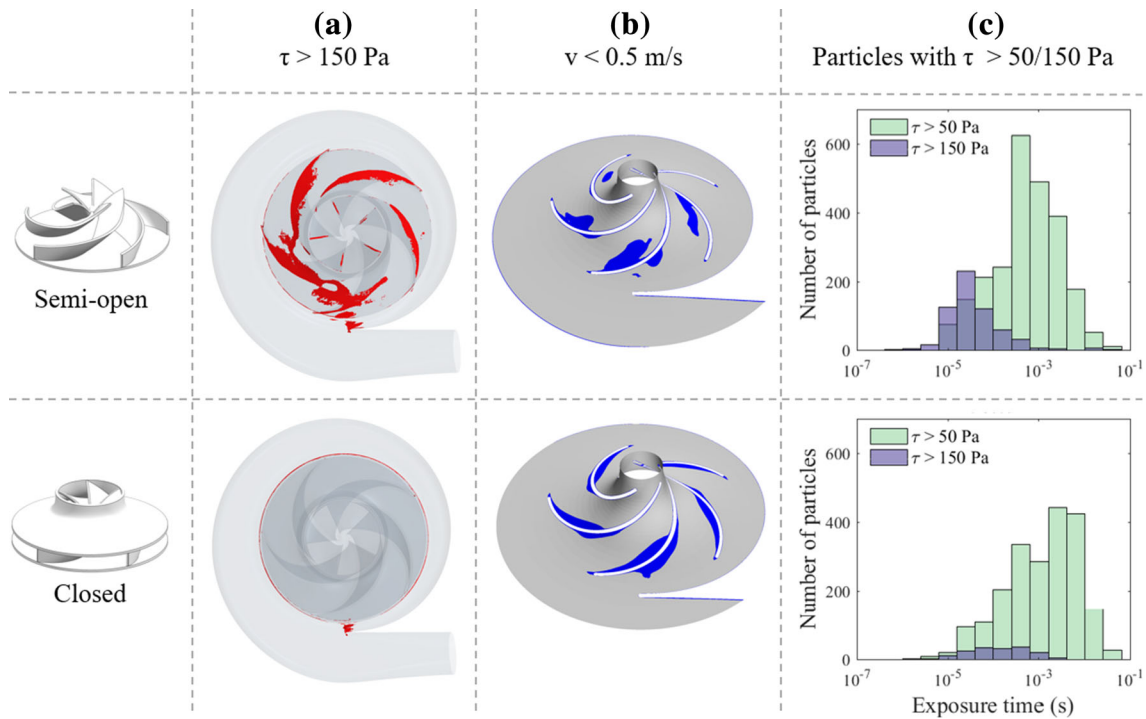 (a) (b) (c)
τ > 150 Pa v < 0.5 m/s Particles with τ > 50/150 Pa
Semi-open
Number of particles
600
400
200
0
τ > 50 Pa
τ > 150 Pa
10⁻⁷ 10⁻⁵ 10⁻³ 10⁻¹
Closed
Number of particles
600
400
200
0
τ > 50 Pa
τ > 150 Pa
10⁻⁷ 10⁻⁵ 10⁻³ 10⁻¹
Exposure time (s)